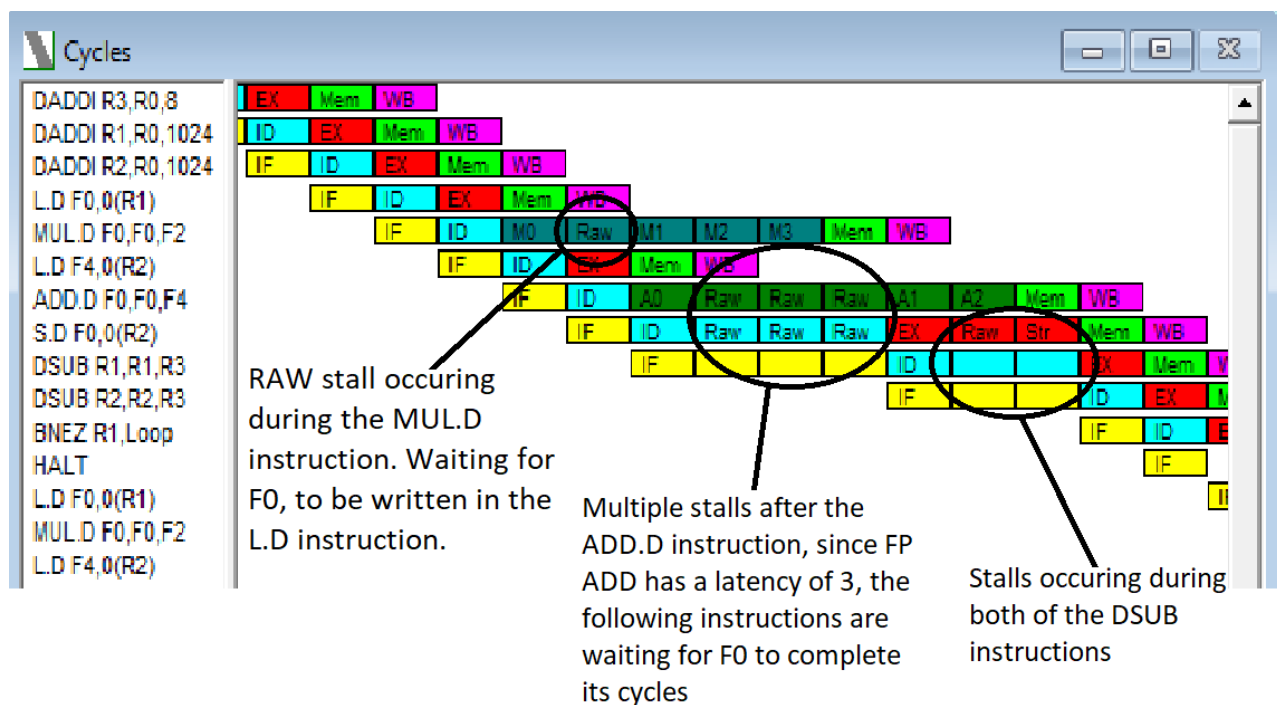 Cycles
DADDI R3,R0,8 EX Mem WB
DADDI R1,R0,1024 ID EX Mem WB
DADDI R2,R0,1024 IF ID EX Mem WB
L.D F0,0(R1) IF ID EX Mem WB
MUL.D F0,F0,F2 IF ID M0 Raw M1 M2 M3 Mem WB
L.D F4,0(R2) IF ID EX Mem WB
ADD.D F0,F0,F4 IF ID A0 Raw Raw Raw A1 A2 Mem WB
S.D F0,0(R2) IF ID Raw Raw Raw EX Raw Str Mem WB
DSUB R1,R1,R3 IF ID EX Mem
DSUB R2,R2,R3 IF ID EX
BNEZ R1,Loop IF ID
HALT IF
L.D F0,0(R1)
MUL.D F0,F0,F2
L.D F4,0(R2)
RAW stall occuring
during the MUL.D
instruction. Waiting for
F0, to be written in the
L.D instruction.
Multiple stalls after the
ADD.D instruction, since FP
ADD has a latency of 3, the
following instructions are
waiting for F0 to complete
its cycles
Stalls occuring during
both of the DSUB
instructions